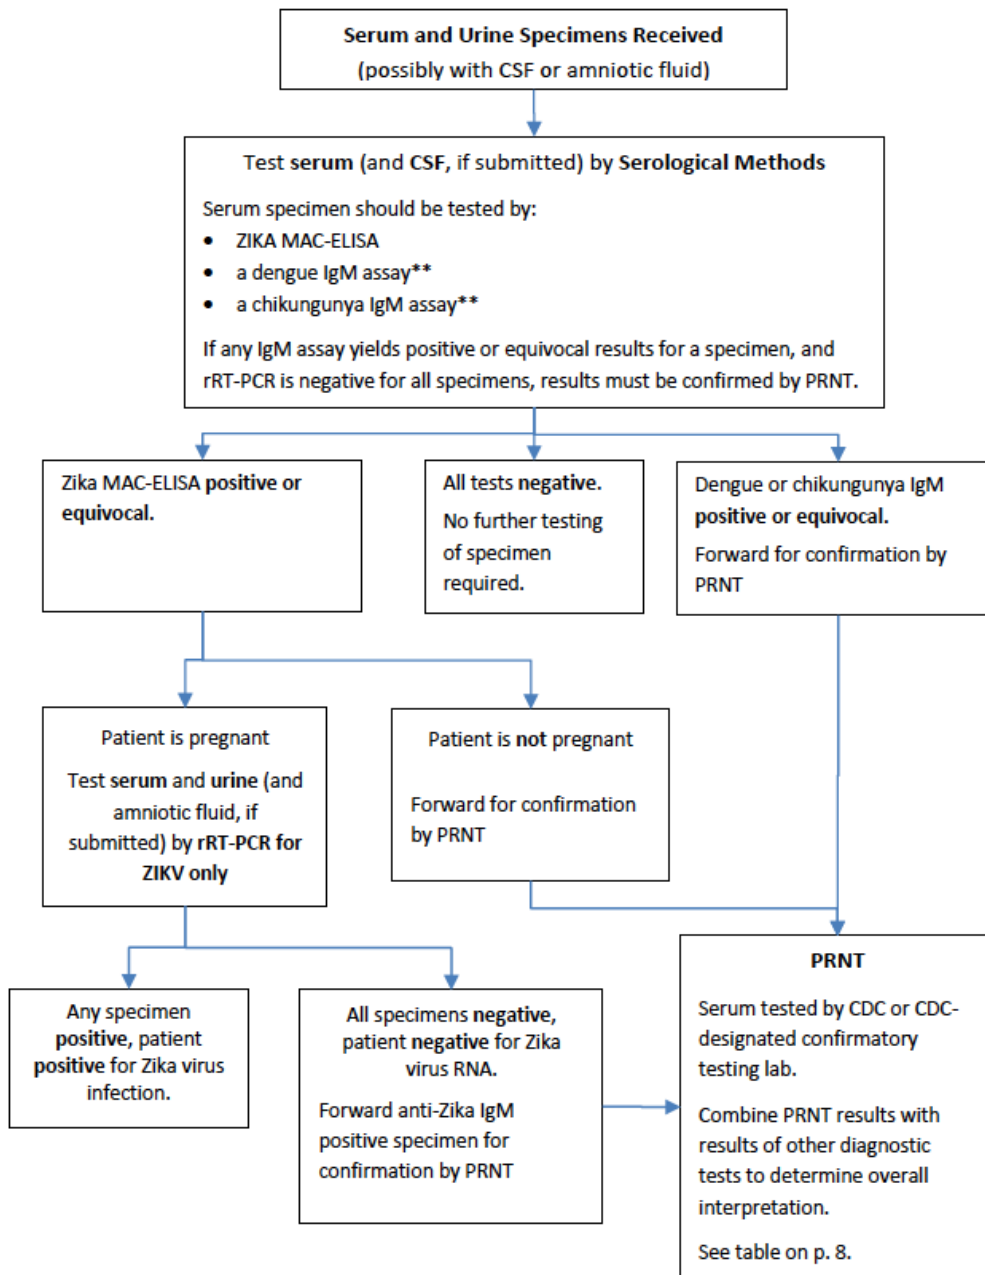 Serum and Urine Specimens Received
(possibly with CSF or amniotic fluid)
Test serum (and CSF, if submitted) by Serological Methods
Serum specimen should be tested by:
• ZIKA MAC-ELISA
• a dengue IgM assay**
• a chikungunya IgM assay**
If any IgM assay yields positive or equivocal results for a specimen, and
rRT-PCR is negative for all specimens, results must be confirmed by PRNT.
Zika MAC-ELISA positive or
equivocal.
All tests negative.
No further testing
of specimen
required.
Dengue or chikungunya IgM
positive or equivocal.
Forward for confirmation by
PRNT
Patient is pregnant
Test serum and urine (and
amniotic fluid, if
submitted) by rRT-PCR for
ZIKV only
Patient is not pregnant
Forward for confirmation
by PRNT
Any specimen
positive, patient
positive for Zika virus
infection.
All specimens negative,
patient negative for Zika
virus RNA.
Forward anti-Zika IgM
positive specimen for
confirmation by PRNT
PRNT
Serum tested by CDC or CDC-
designated confirmatory
testing lab.
Combine PRNT results with
results of other diagnostic
tests to determine overall
interpretation.
See table on p. 8.